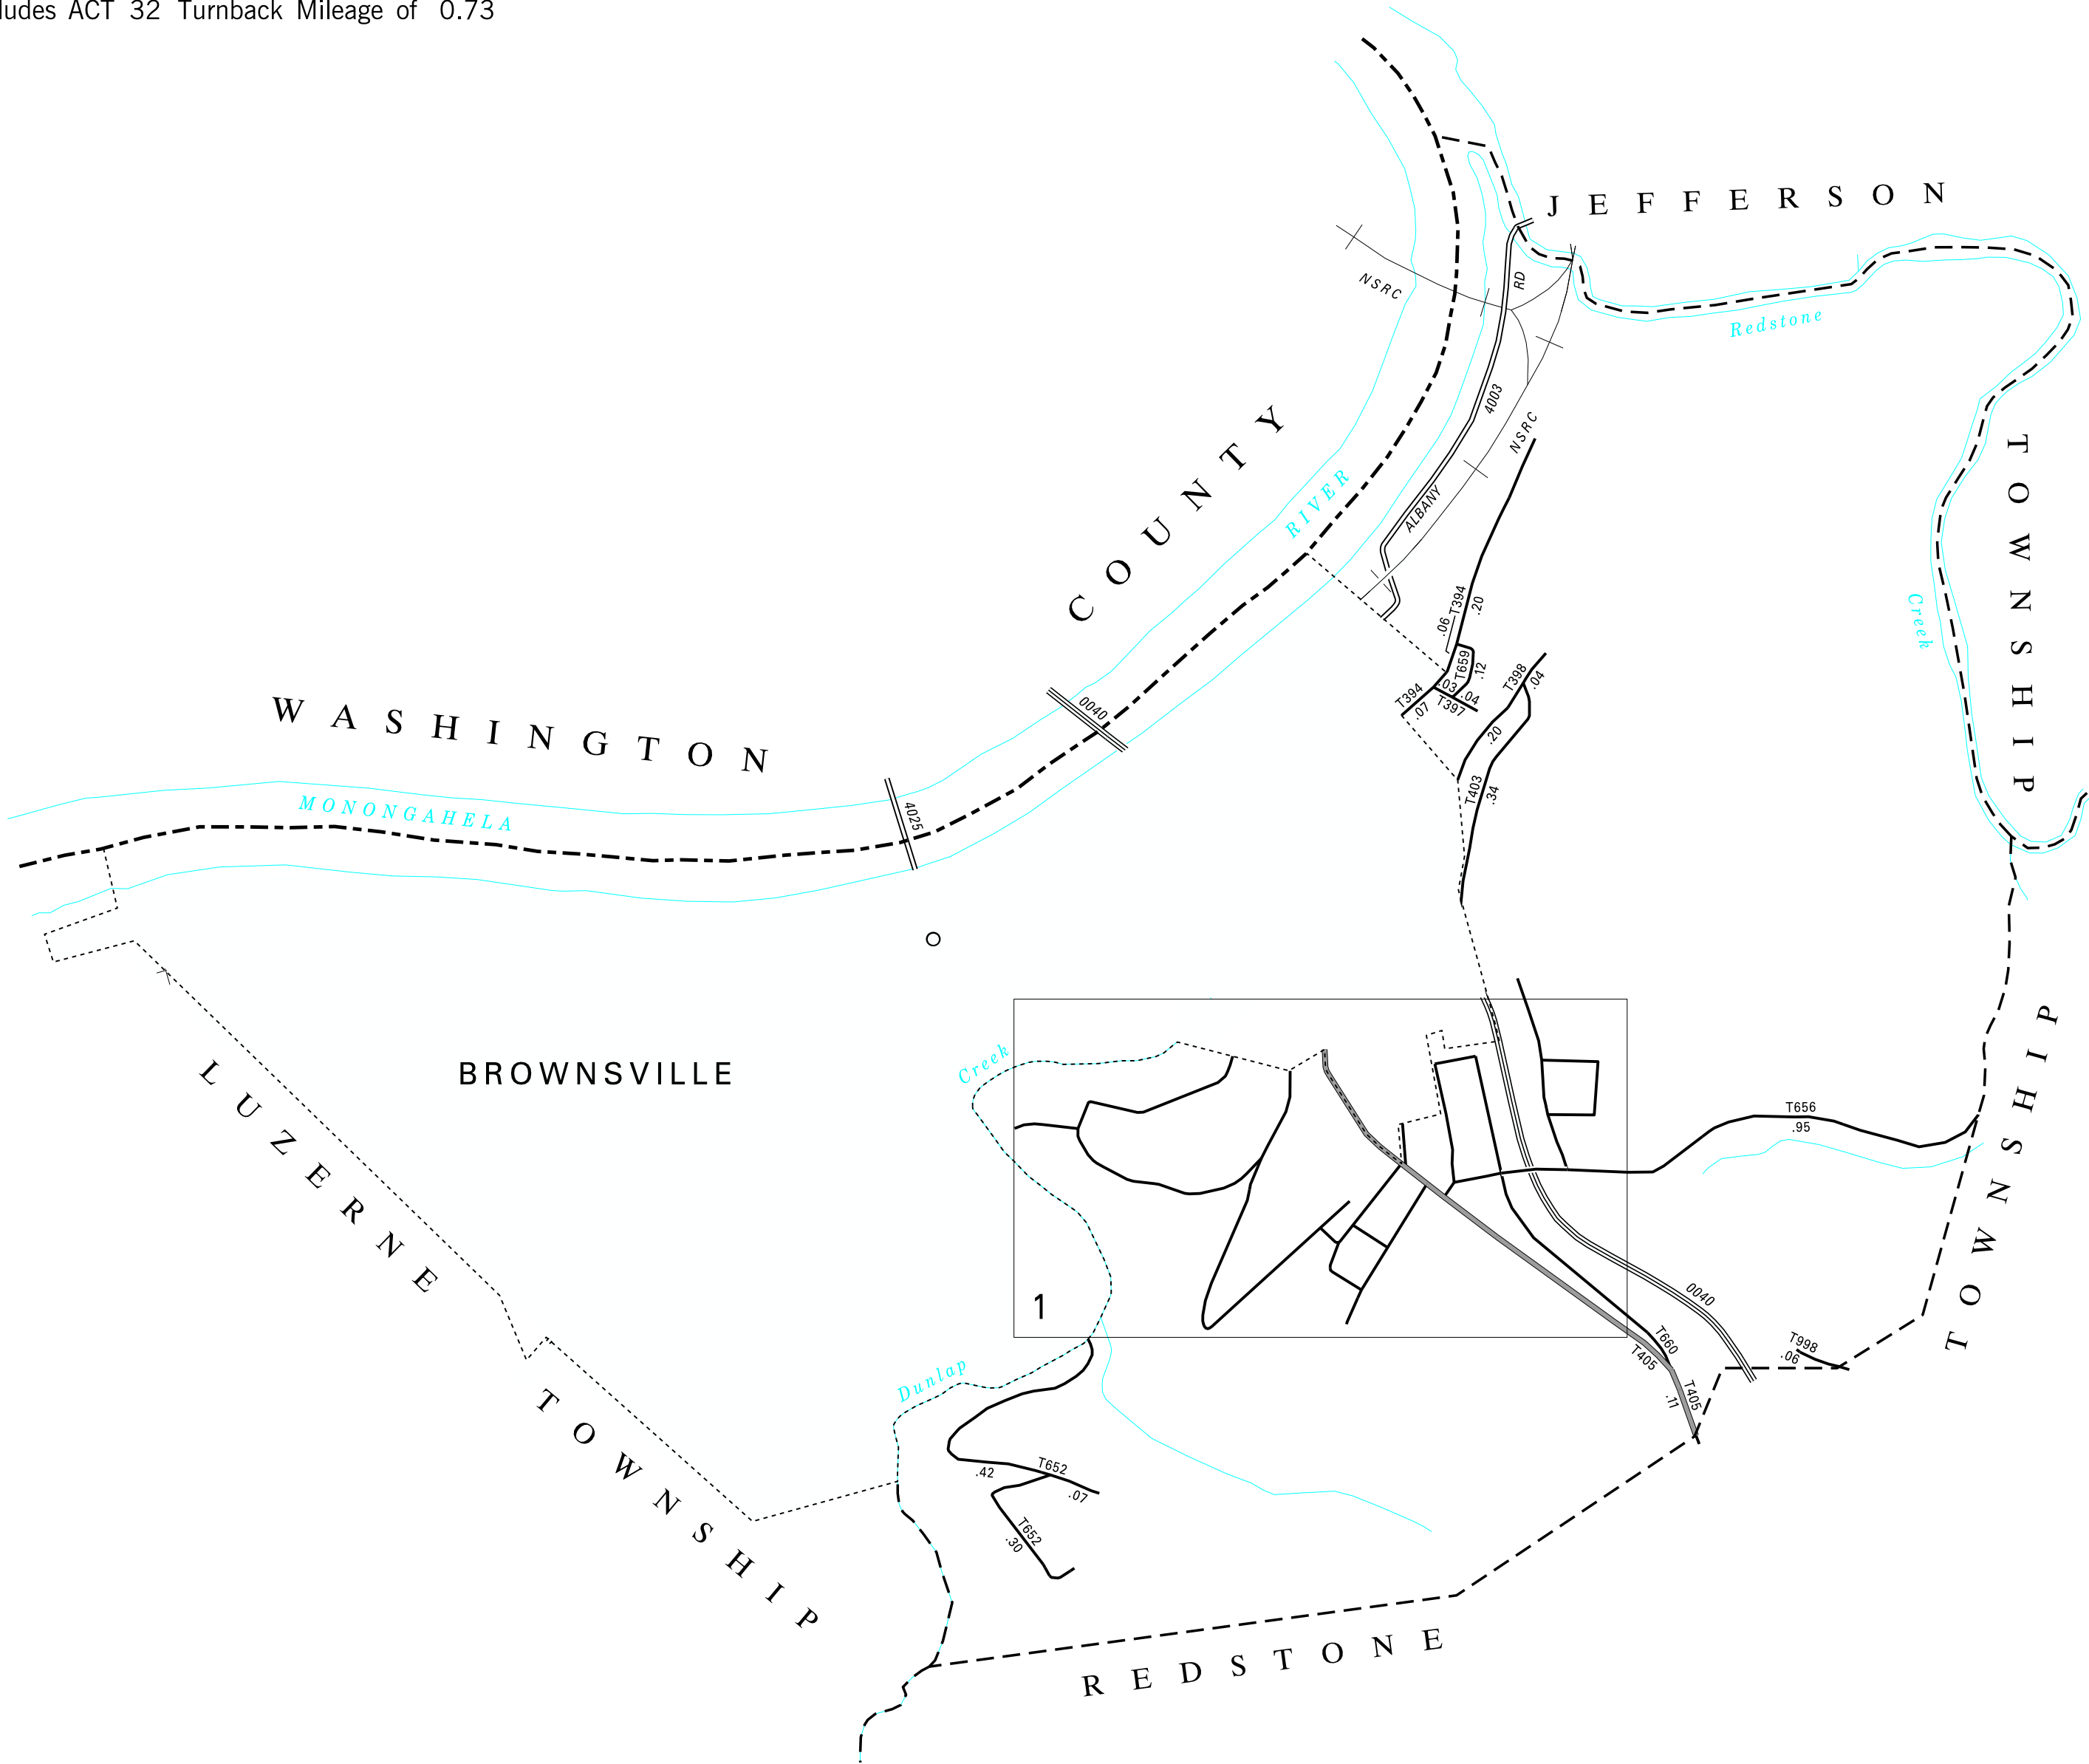 ludes ACT 32 Turnback Mileage of 0.73
JEFFERSON
TOWNSHIP
Redstone
Creek
NSRC
RD
4003
NSRC
ALBANY
WASHINGTON
COUNTY
MONONGAHELA
RIVER
0040
4025
T394
.06
.20
T659
.12
T394
.07
.03
.04
T397
T398
.04
.20
T403
.34
LUZERNE
TOWNSHIP
BROWNSVILLE
Creek
Dunlap
1
T656
.95
0040
T660
T405
T405
.11
T998
.06
T652
.42
.07
T652
.30
REDSTONE
TOWNSHIP